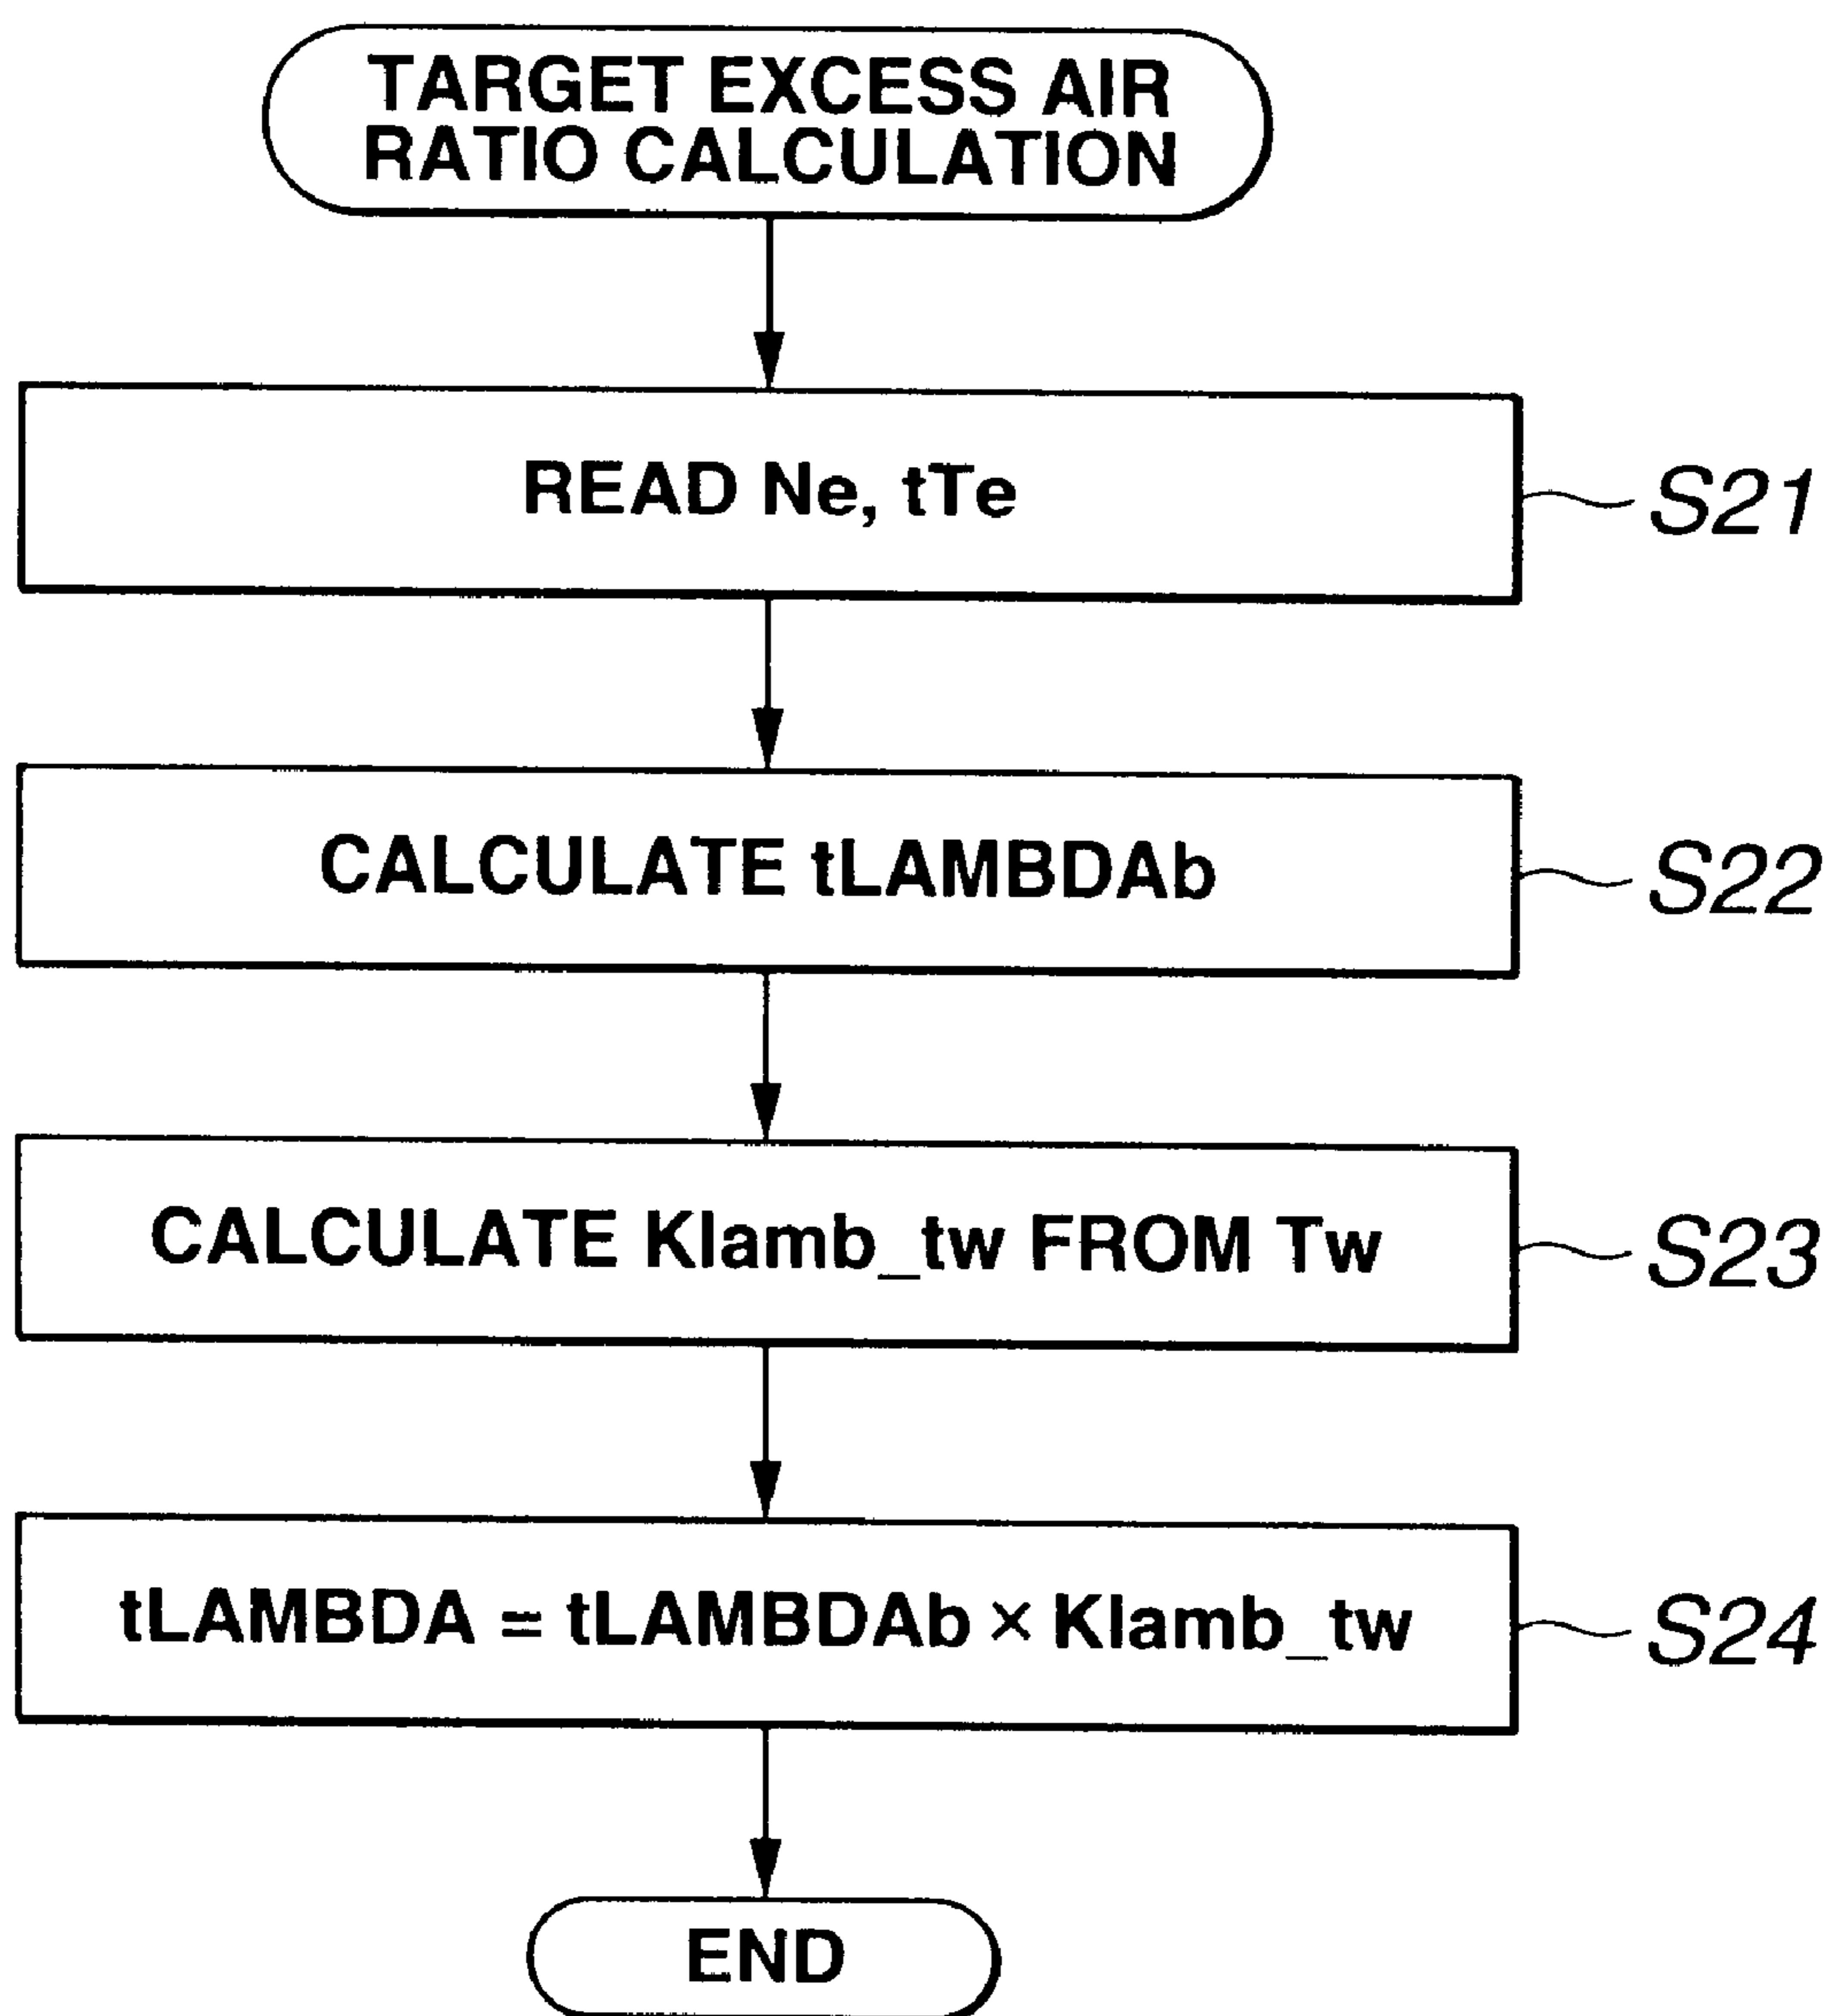 TARGET EXCESS AIR
RATIO CALCULATION
READ Ne, tTe
S21
CALCULATE tLAMBDAb
S22
CALCULATE Klamb_tw FROM Tw
S23
tLAMBDA = tLAMBDAb × Klamb_tw
S24
END